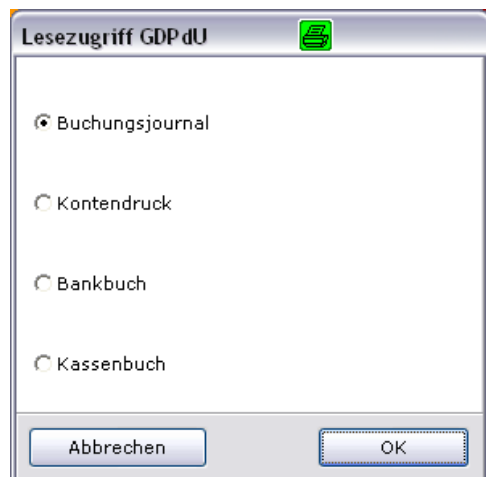 Lesezugriff GDPdU
Buchungsjournal
Kontendruck
Bankbuch
Kassenbuch
Abbrechen OK